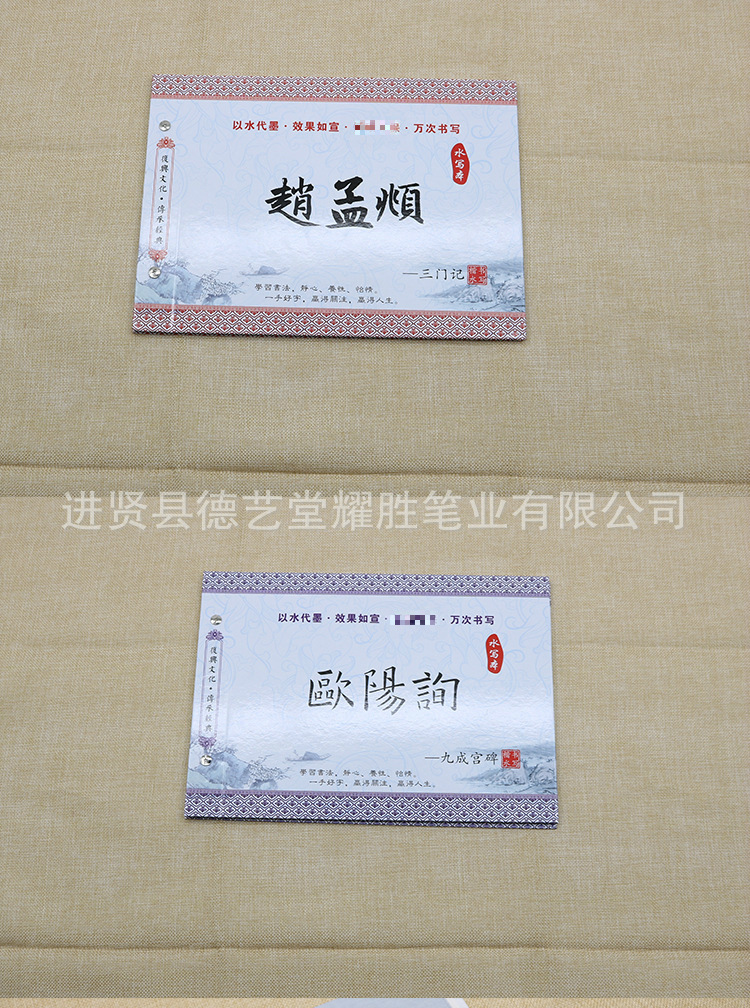 以水代墨·效果如宣·万次书写
水写本
復興文化·傳承經典
趙孟頫
—三门记
學習書法，靜心、養性、怡情。
一手好字，贏得關注，贏得人生。
进贤县德艺堂耀胜笔业有限公司
以水代墨·效果如宣·万次书写
水写本
復興文化·傳承經典
歐陽詢
—九成宫碑
學習書法，靜心、養性、怡情。
一手好字，贏得關注，贏得人生。